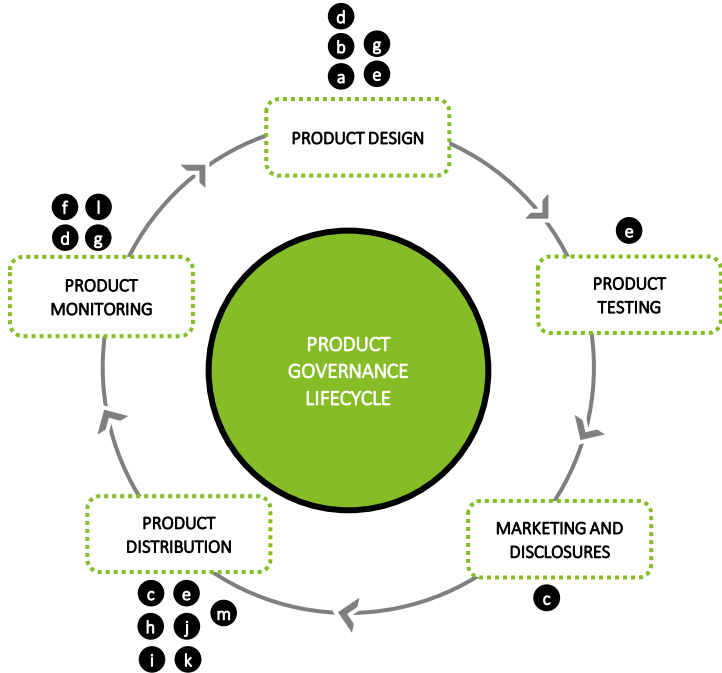 d
b g
a e
PRODUCT DESIGN
f l
d g
PRODUCT
MONITORING
e
PRODUCT
TESTING
PRODUCT
GOVERNANCE
LIFECYCLE
PRODUCT
DISTRIBUTION
c e
m
h j
i k
MARKETING AND
DISCLOSURES
c